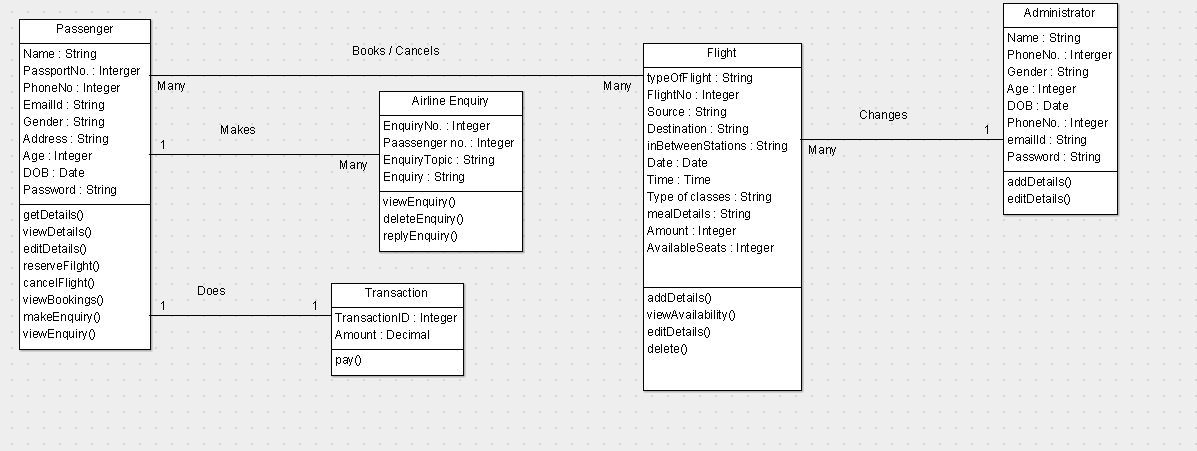 Passenger
Name : String
PassportNo. : Interger
PhoneNo : Integer
EmailId : String
Gender : String
Address : String
Age : Integer
DOB : Date
Password : String
getDetails()
viewDetails()
editDetails()
reserveFilght()
cancelFlight()
viewBookings()
makeEnquiry()
viewEnquiry()
Books / Cancels
Many
Many
Makes
1
Many
Airline Enquiry
EnquiryNo. : Integer
Paassenger no. : Integer
EnquiryTopic : String
Enquiry : String
viewEnquiry()
deleteEnquiry()
replyEnquiry()
Does
1
1
Transaction
TransactionID : Integer
Amount : Decimal
pay()
Flight
typeOfFlight : String
FlightNo : Integer
Source : String
Destination : String
inBetweenStations : String
Date : Date
Time : Time
Type of classes : String
mealDetails : String
Amount : Integer
AvailableSeats : Integer
addDetails()
viewAvailability()
editDetails()
delete()
Changes
Many
1
Administrator
Name : String
PhoneNo. : Interger
Gender : String
Age : Integer
DOB : Date
PhoneNo. : Integer
emailId : String
Password : String
addDetails()
editDetails()